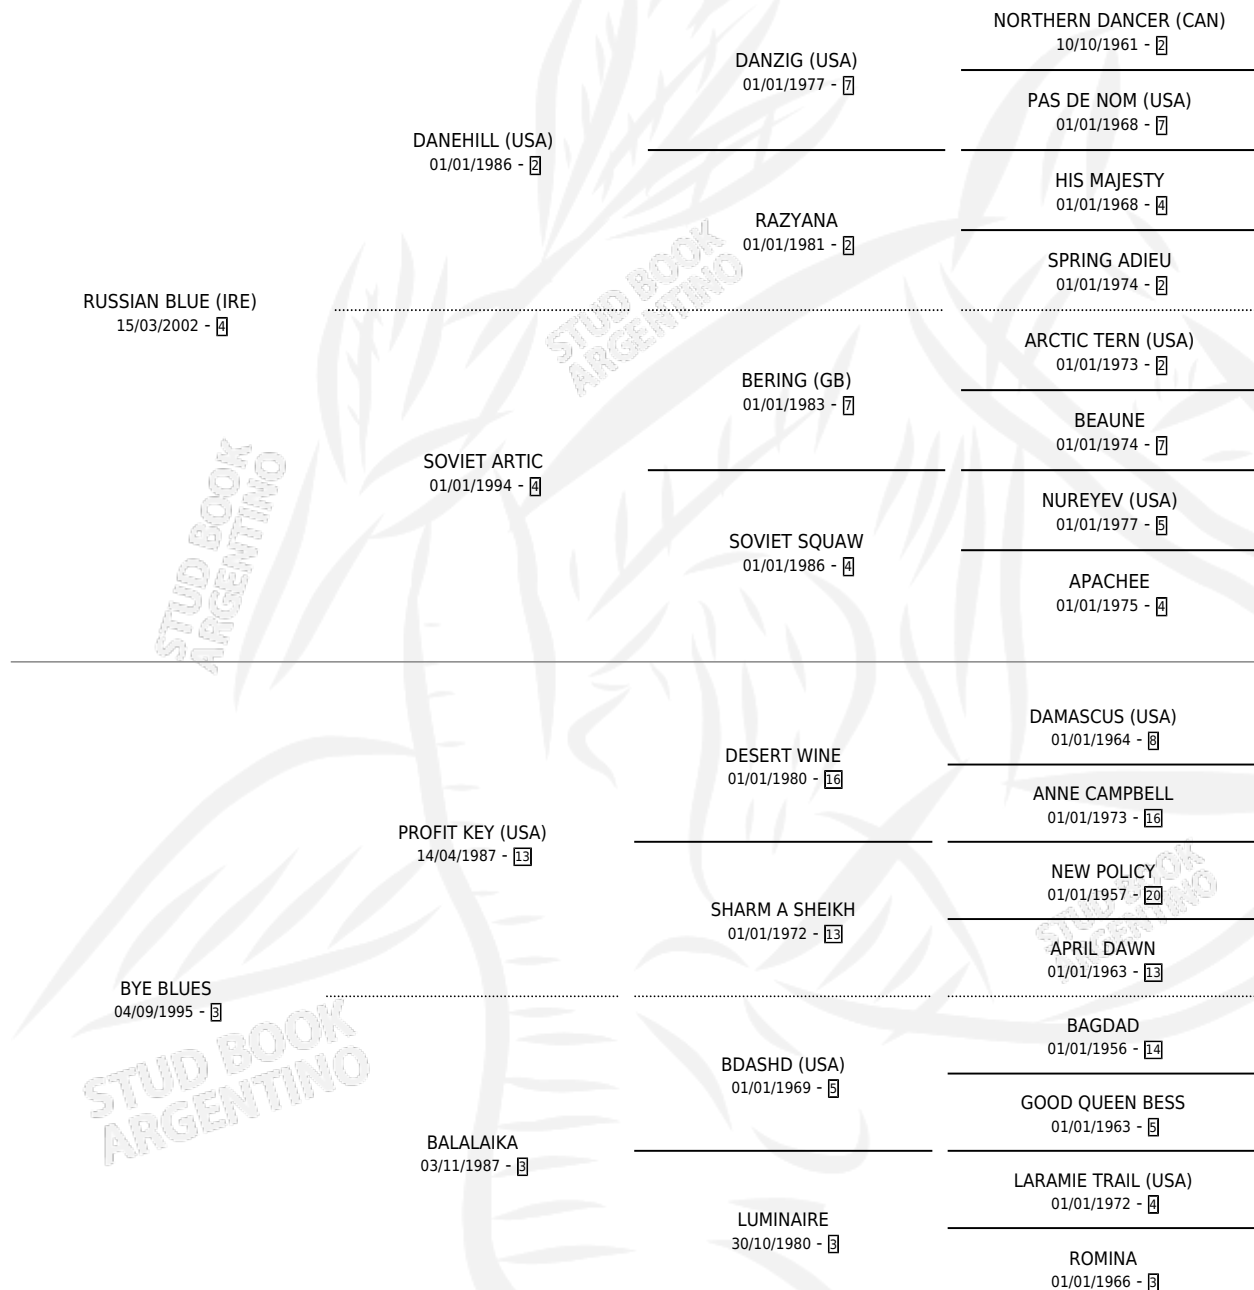 NORTHERN DANCER (CAN)
10/10/1961 - 2
DANZIG (USA)
01/01/1977 - 7
PAS DE NOM (USA)
01/01/1968 - 7
DANEHILL (USA)
01/01/1986 - 2
HIS MAJESTY
01/01/1968 - 4
RAZYANA
01/01/1981 - 2
SPRING ADIEU
01/01/1974 - 2
RUSSIAN BLUE (IRE)
15/03/2002 - 4
STUD BOOK
ARGENTINO
ARCTIC TERN (USA)
01/01/1973 - 2
BERING (GB)
01/01/1983 - 7
BEAUNE
01/01/1974 - 7
SOVIET ARTIC
01/01/1994 - 4
NUREYEV (USA)
01/01/1977 - 5
SOVIET SQUAW
01/01/1986 - 4
APACHEE
01/01/1975 - 4
STUD BOOK
ARGENTINO
DAMASCUS (USA)
01/01/1964 - 8
DESERT WINE
01/01/1980 - 16
ANNE CAMPBELL
01/01/1973 - 16
PROFIT KEY (USA)
14/04/1987 - 13
NEW POLICY
01/01/1957 - 20
SHARM A SHEIKH
01/01/1972 - 13
APRIL DAWN
01/01/1963 - 13
STUD BOOK
ARGENTINO
BYE BLUES
04/09/1995 - 3
BAGDAD
01/01/1956 - 14
BDASHD (USA)
01/01/1969 - 5
GOOD QUEEN BESS
01/01/1963 - 5
STUD BOOK
ARGENTINO
BALALAIKA
03/11/1987 - 3
LARAMIE TRAIL (USA)
01/01/1972 - 4
LUMINAIRE
30/10/1980 - 3
ROMINA
01/01/1966 - 3